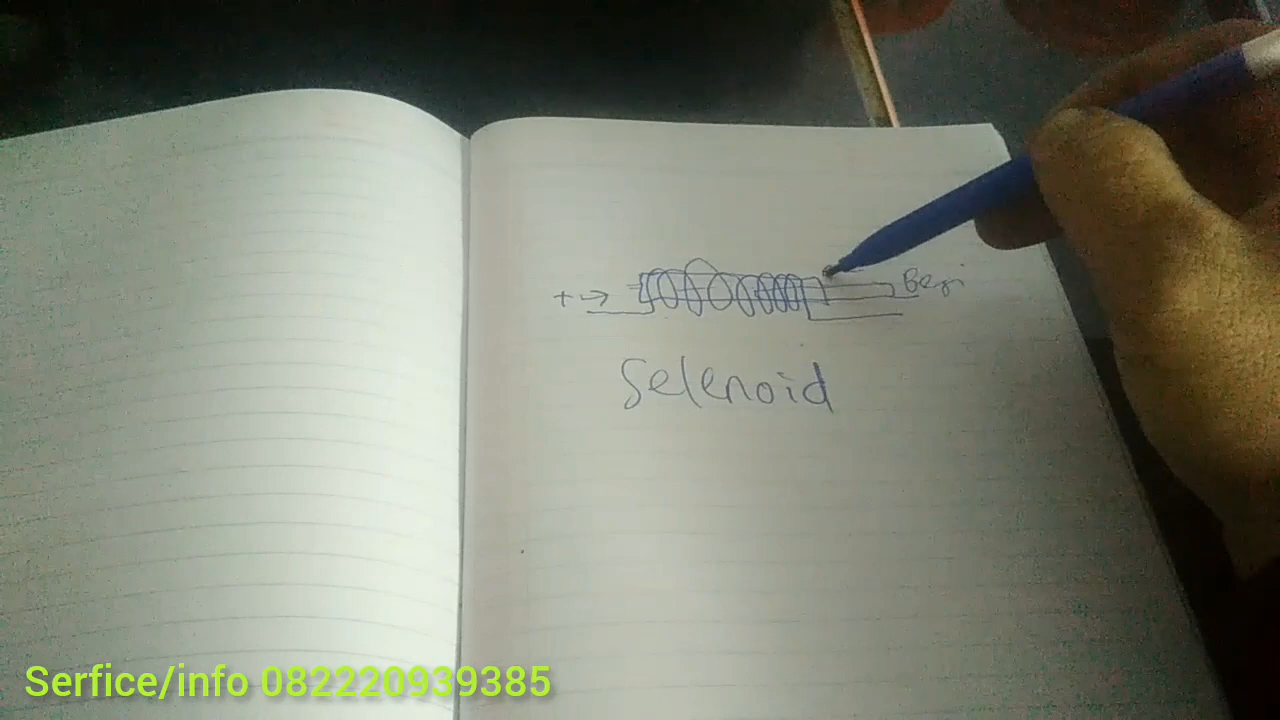 + → Besi
Selenoid
Serfice/info 082220939385